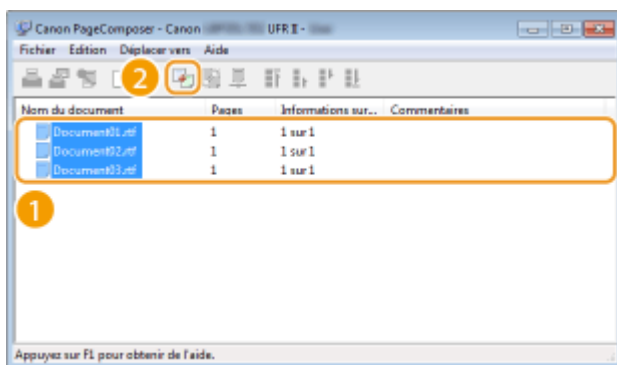 Canon PageComposer - Canon UFR II -
Fichier Edition Déplacer vers Aide
2
Nom du document Pages Informations sur... Commentaires
Document01.rtf 1 1 sur 1
Document02.rtf 1 1 sur 1
Document03.rtf 1 1 sur 1
1
Appuyez sur F1 pour obtenir de l'aide.